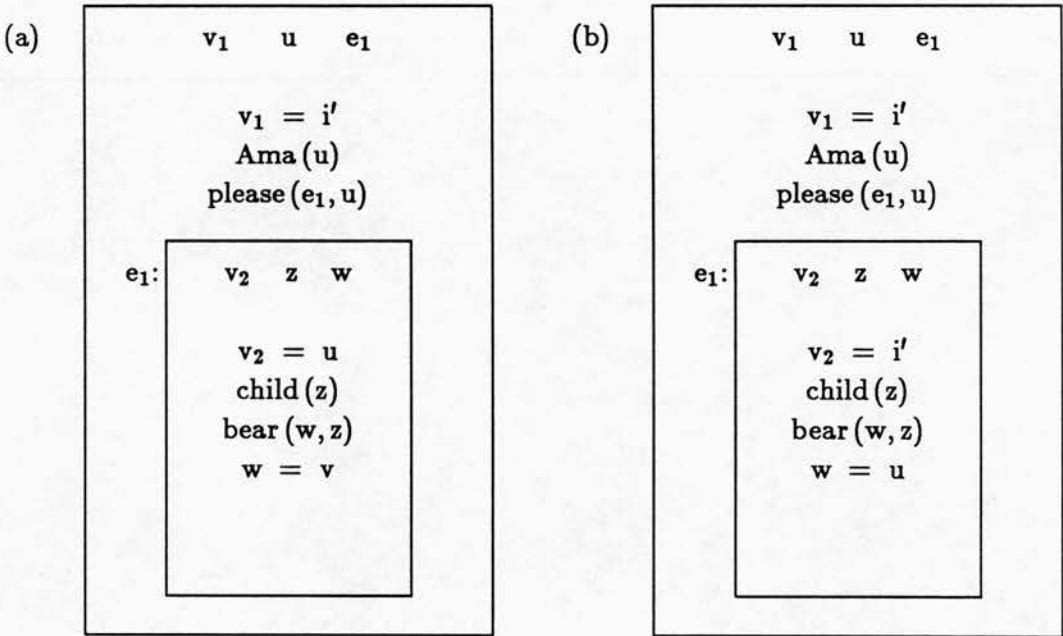 (a)
v₁ u e₁
v₁ = i′
Ama (u)
please (e₁, u)
e₁:
v₂ z w
v₂ = u
child (z)
bear (w, z)
w = v
(b)
v₁ u e₁
v₁ = i′
Ama (u)
please (e₁, u)
e₁:
v₂ z w
v₂ = i′
child (z)
bear (w, z)
w = u